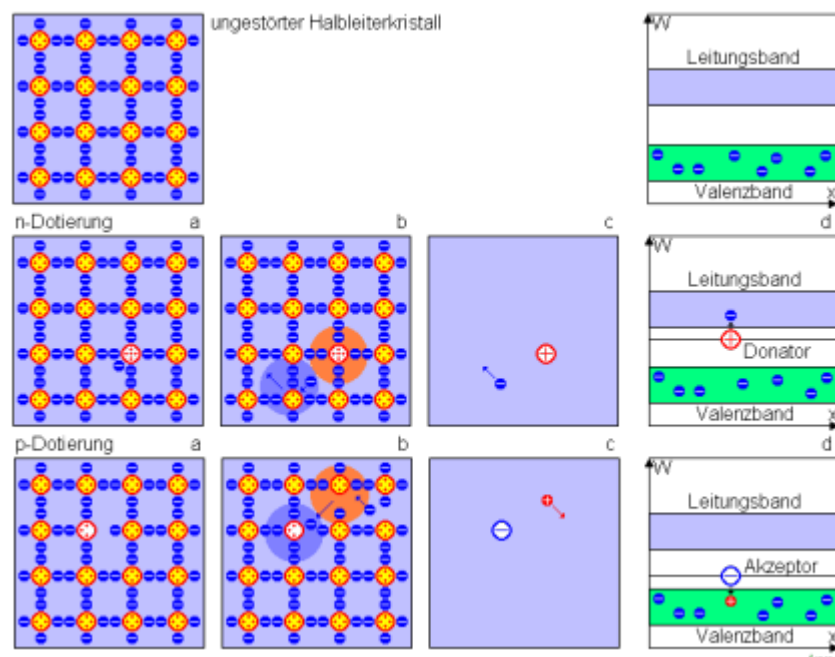 ungestörter Halbleiterkristall
W
Leitungsband
Valenzband x
n-Dotierung a b c d
W
Leitungsband
Donator
Valenzband x
p-Dotierung a b c d
W
Leitungsband
Akzeptor
Valenzband x